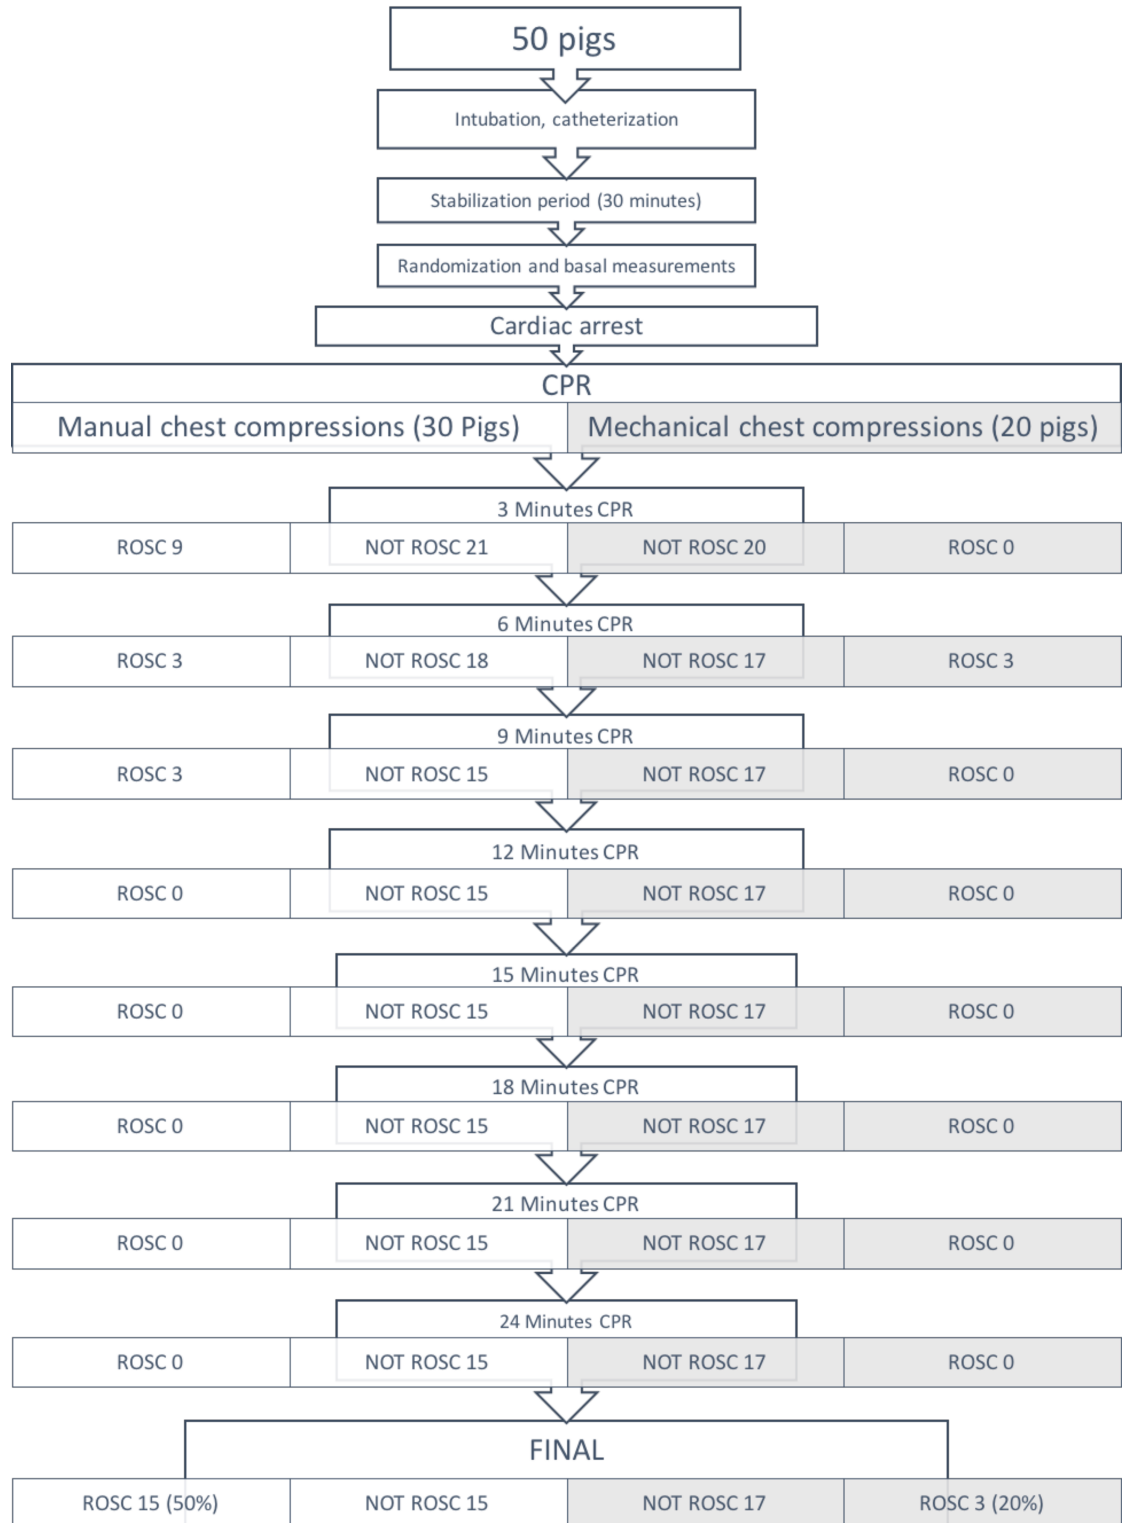 50 pigs
Intubation, catheterization
Stabilization period (30 minutes)
Randomization and basal measurements
Cardiac arrest
CPR
Manual chest compressions (30 Pigs)
Mechanical chest compressions (20 pigs)
3 Minutes CPR
ROSC 9
NOT ROSC 21
NOT ROSC 20
ROSC 0
6 Minutes CPR
ROSC 3
NOT ROSC 18
NOT ROSC 17
ROSC 3
9 Minutes CPR
ROSC 3
NOT ROSC 15
NOT ROSC 17
ROSC 0
12 Minutes CPR
ROSC 0
NOT ROSC 15
NOT ROSC 17
ROSC 0
15 Minutes CPR
ROSC 0
NOT ROSC 15
NOT ROSC 17
ROSC 0
18 Minutes CPR
ROSC 0
NOT ROSC 15
NOT ROSC 17
ROSC 0
21 Minutes CPR
ROSC 0
NOT ROSC 15
NOT ROSC 17
ROSC 0
24 Minutes CPR
ROSC 0
NOT ROSC 15
NOT ROSC 17
ROSC 0
FINAL
ROSC 15 (50%)
NOT ROSC 15
NOT ROSC 17
ROSC 3 (20%)